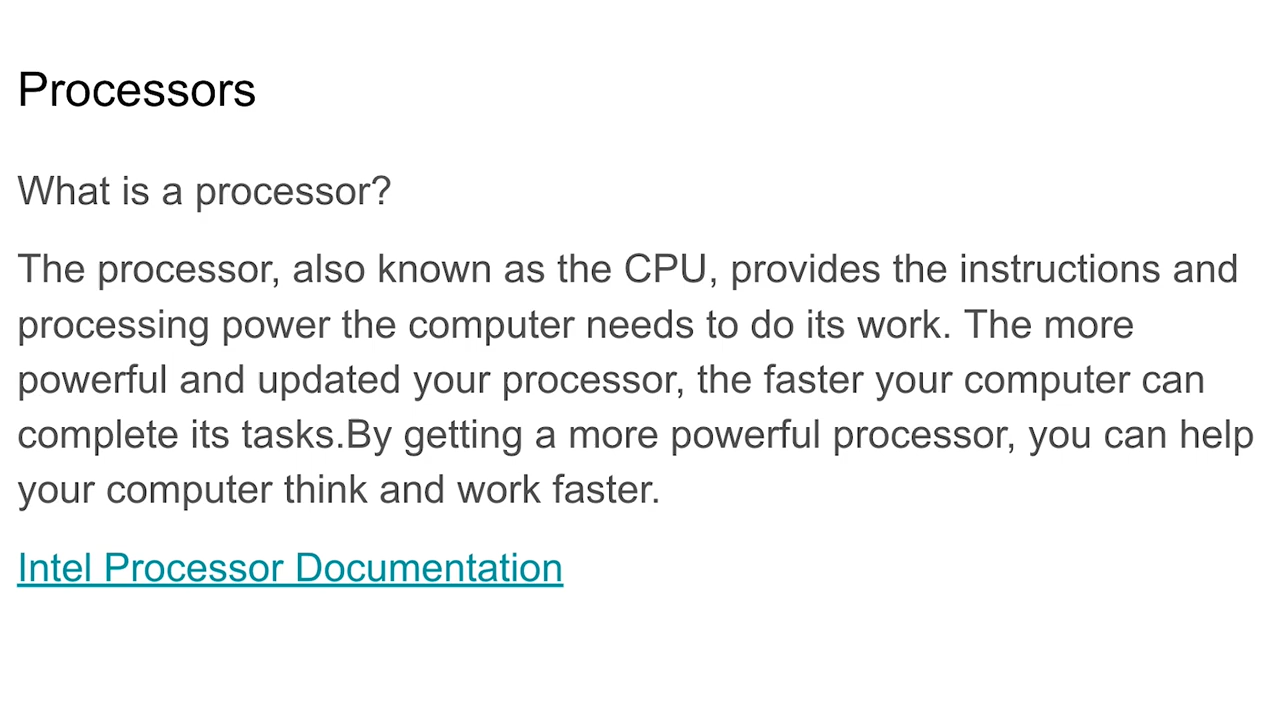 Processors
What is a processor?
The processor, also known as the CPU, provides the instructions and
processing power the computer needs to do its work. The more
powerful and updated your processor, the faster your computer can
complete its tasks.By getting a more powerful processor, you can help
your computer think and work faster.
Intel Processor Documentation